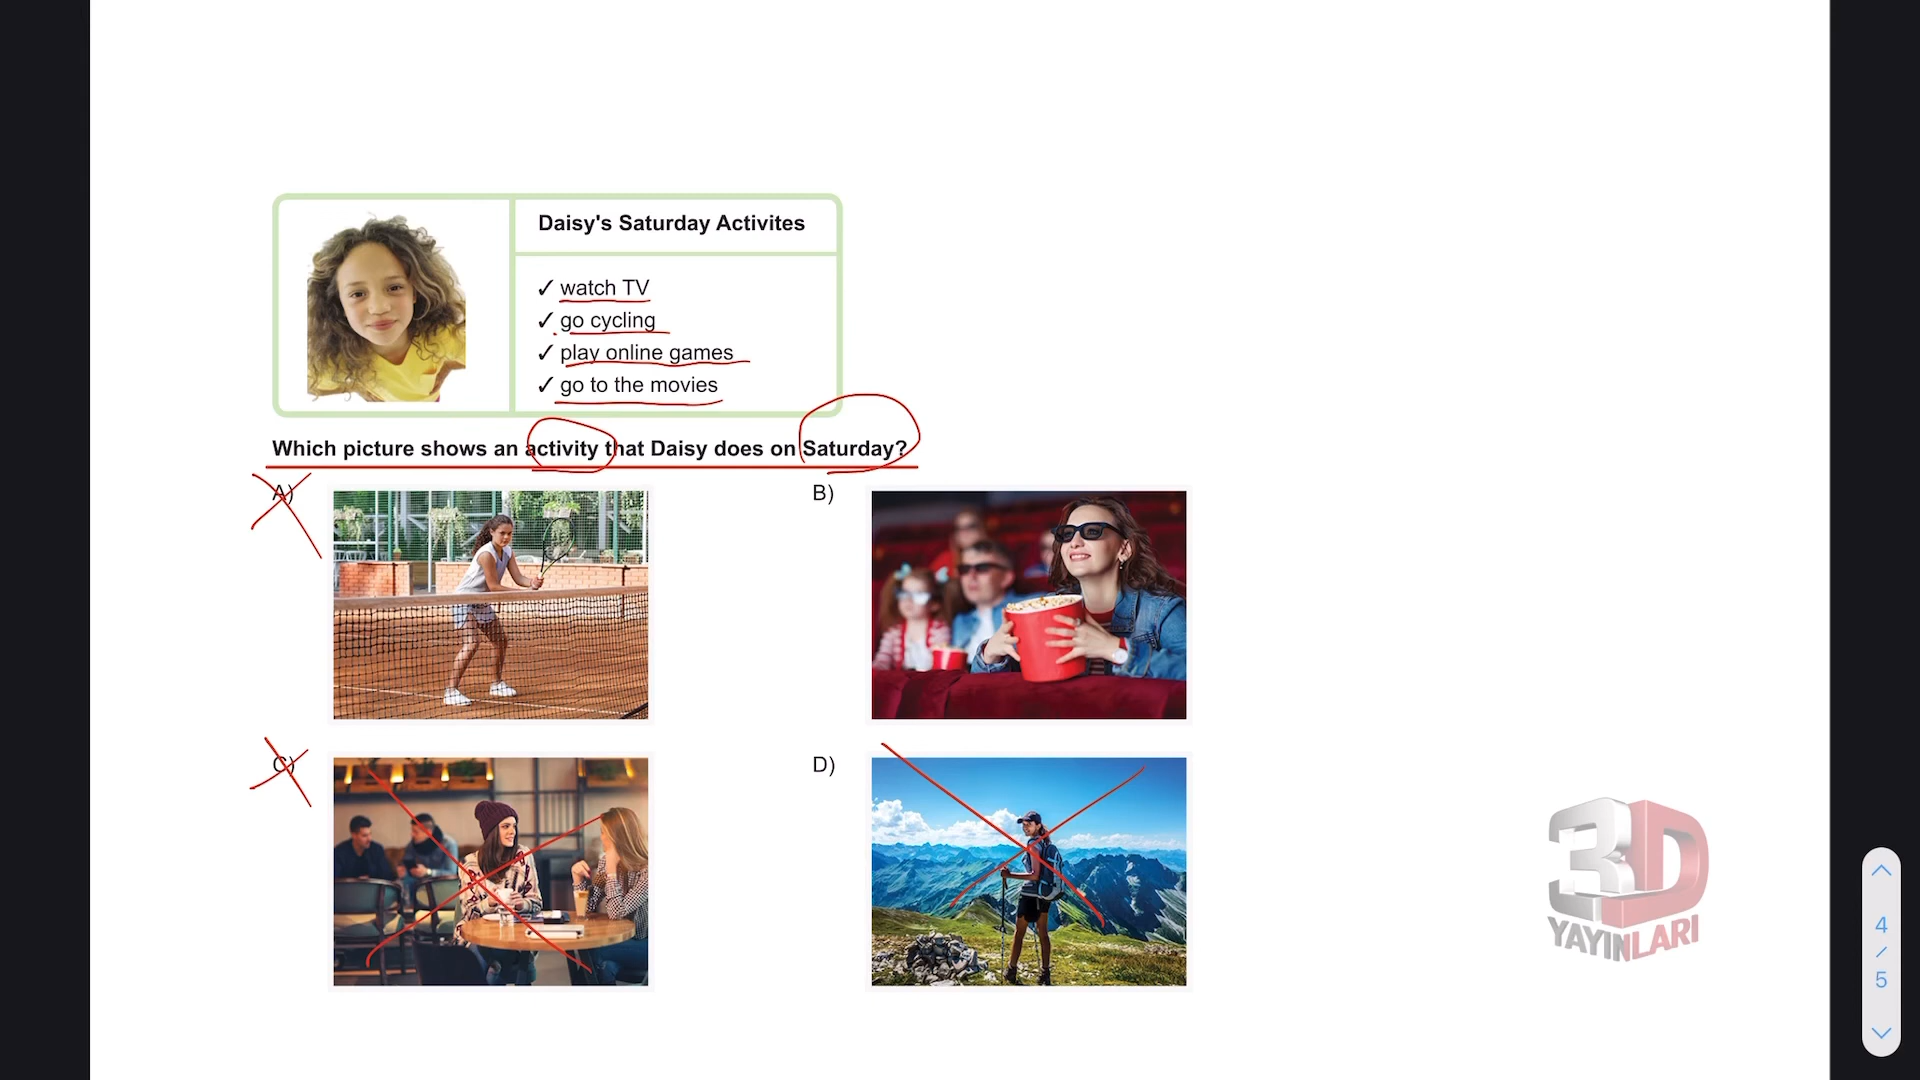 Daisy's Saturday Activites
✓ watch TV
✓ go cycling
✓ play online games
✓ go to the movies
Which picture shows an activity that Daisy does on Saturday?
A)
B)
C)
D)
3D
YAYINLARI
4
/
5